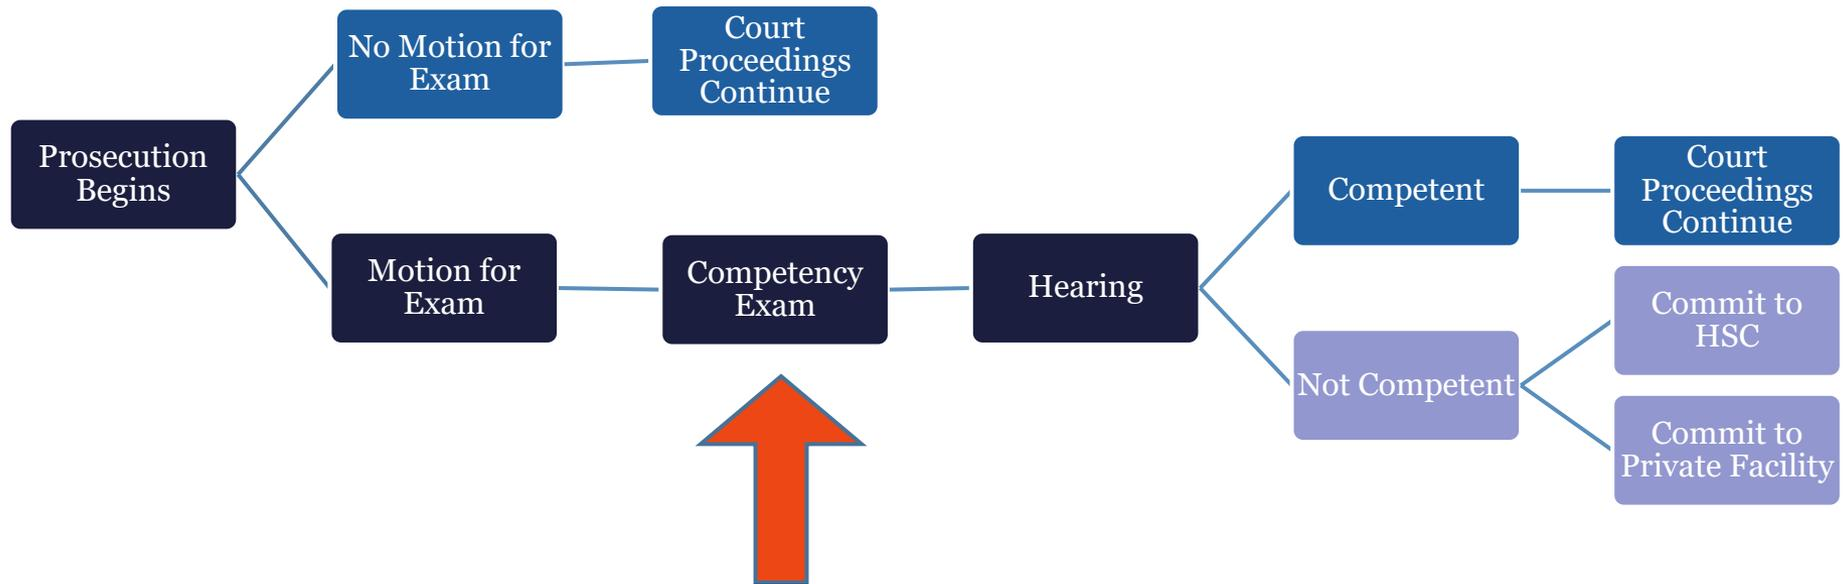 Prosecution
Begins
No Motion for
Exam
Court
Proceedings
Continue
Motion for
Exam
Competency
Exam
Hearing
Competent
Court
Proceedings
Continue
Not Competent
Commit to
HSC
Commit to
Private Facility